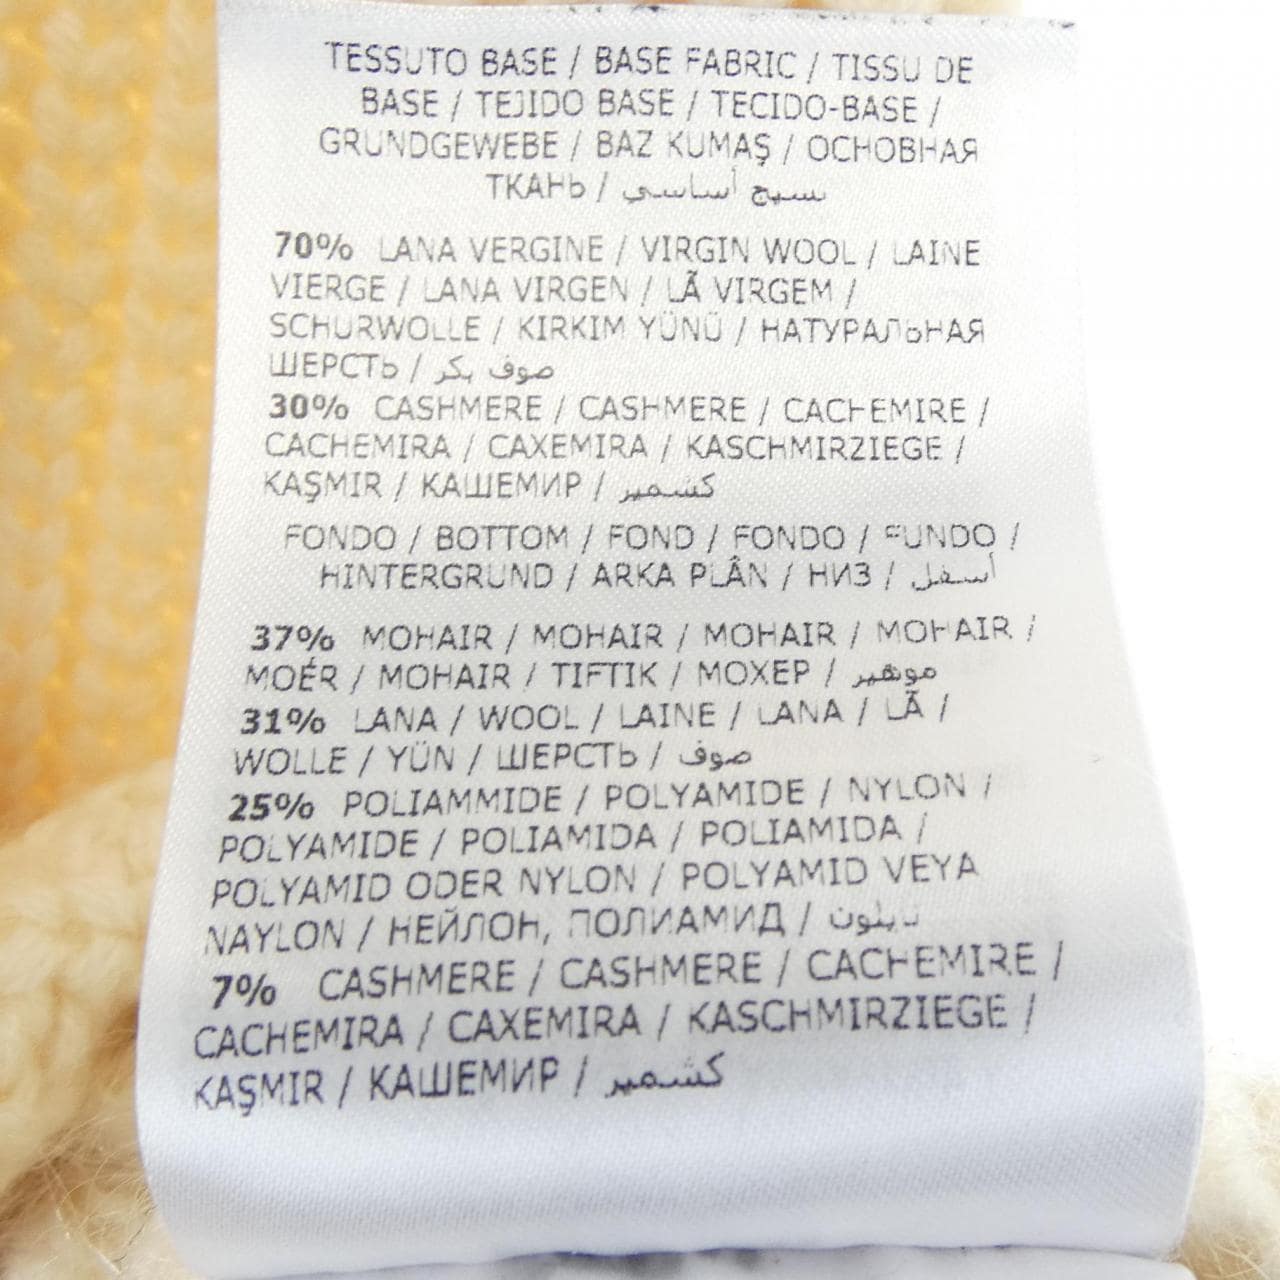 TESSUTO BASE / BASE FABRIC / TISSU DE
BASE / TEJIDO BASE / TECIDO-BASE /
GRUNDGEWEBE / BAZ KUMAŞ / ОСНОВНАЯ
ТКАНЬ / نسيج أساسي
70% LANA VERGINE / VIRGIN WOOL / LAINE
VIERGE / LANA VIRGEN / LÃ VIRGEM /
SCHURWOLLE / KIRKIM YÜNÜ / НАТУРАЛЬНАЯ
ШЕРСТЬ / صوف بكر
30% CASHMERE / CASHMERE / CACHEMIRE /
CACHEMIRA / CAXEMIRA / KASCHMIRZIEGE /
KAŞMIR / КАШЕМИР / كشمير
FONDO / BOTTOM / FOND / FONDO / FUNDO /
HINTERGRUND / ARKA PLÂN / НИЗ / أسفل
37% MOHAIR / MOHAIR / MOHAIR / MOHAIR /
MOÉR / MOHAIR / TIFTIK / МОХЕР / موهير
31% LANA / WOOL / LAINE / LANA / LÃ /
WOLLE / YÜN / ШЕРСТЬ / صوف
25% POLIAMMIDE / POLYAMIDE / NYLON /
POLYAMIDE / POLIAMIDA / POLIAMIDA /
POLYAMID ODER NYLON / POLYAMID VEYA
NAYLON / НЕЙЛОН, ПОЛИАМИД / نايلون
7% CASHMERE / CASHMERE / CACHEMIRE /
CACHEMIRA / CAXEMIRA / KASCHMIRZIEGE /
KAŞMIR / КАШЕМИР / كشمير